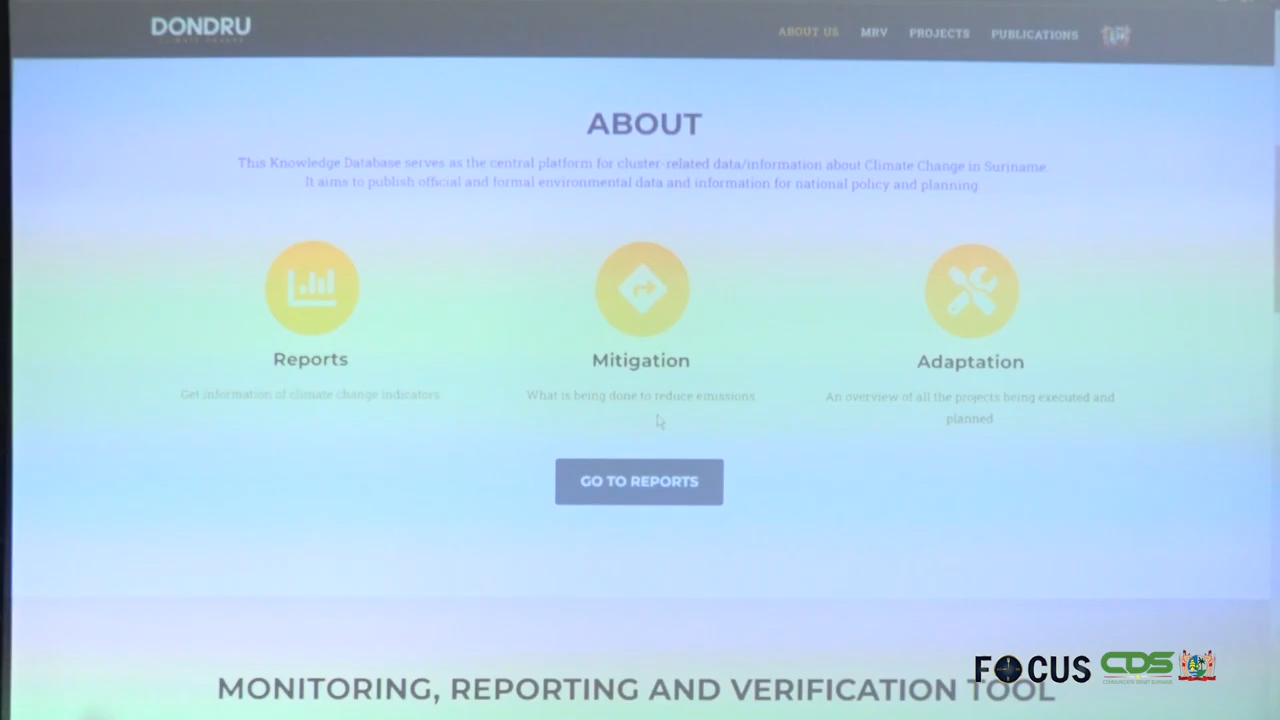 DONDRU
CLIMATE CHANGE
ABOUT US MRV PROJECTS PUBLICATIONS
ABOUT
This Knowledge Database serves as the central platform for cluster-related data/information about Climate Change in Suriname.
It aims to publish official and formal environmental data and information for national policy and planning
Reports
Get information of climate change indicators
Mitigation
What is being done to reduce emissions
Adaptation
An overview of all the projects being executed and
planned
GO TO REPORTS
MONITORING, REPORTING AND VERIFICATION TOOL
FOCUS CDS